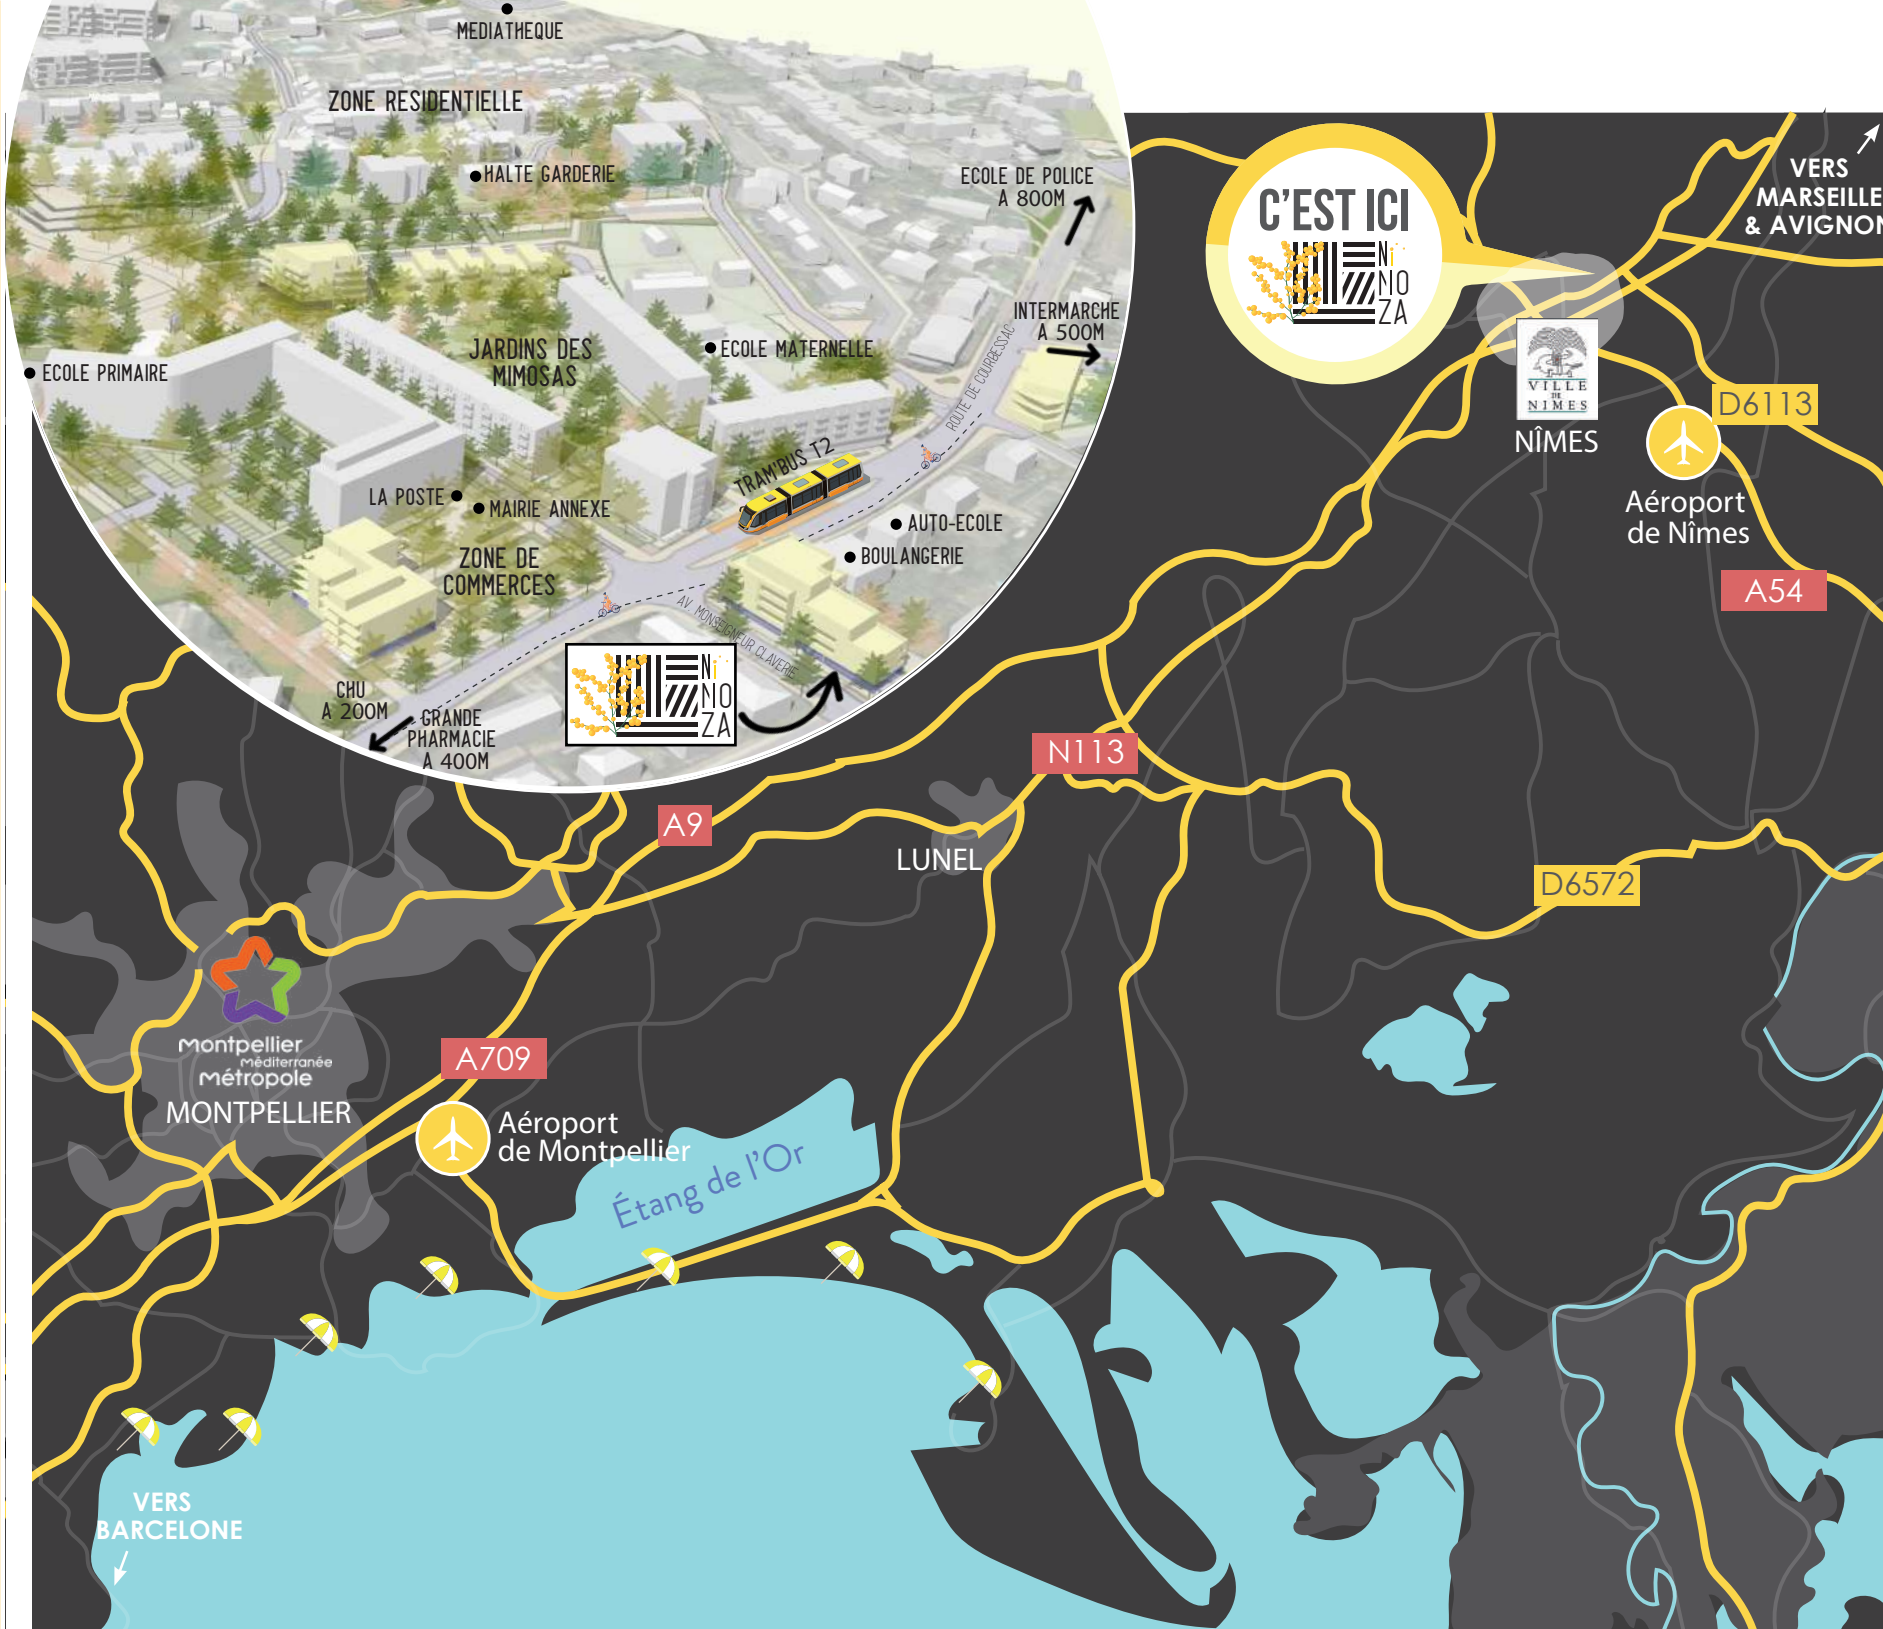 MEDIATHEQUE
ZONE RESIDENTIELLE
HALTE GARDERIE
ECOLE DE POLICE
A 800M
INTERMARCHE
A 500M
ROUTE DE COURBESSAC
ECOLE PRIMAIRE
JARDINS DES
MIMOSAS
ECOLE MATERNELLE
TRAM'BUS T2
LA POSTE
MAIRIE ANNEXE
AUTO-ECOLE
BOULANGERIE
ZONE DE
COMMERCES
AV. MONSEIGNEUR CLAVERIE
CHU
A 200M
GRANDE
PHARMACIE
A 400M
Ni
MO
ZA
C'EST ICI
Ni
MO
ZA
VERS
MARSEILLE
& AVIGNON
VILLE
DE
NIMES
NÎMES
D6113
Aéroport
de Nîmes
A54
N113
A9
LUNEL
D6572
montpellier
méditerranée
métropole
MONTPELLIER
A709
Aéroport
de Montpellier
Étang de l'Or
VERS
BARCELONE